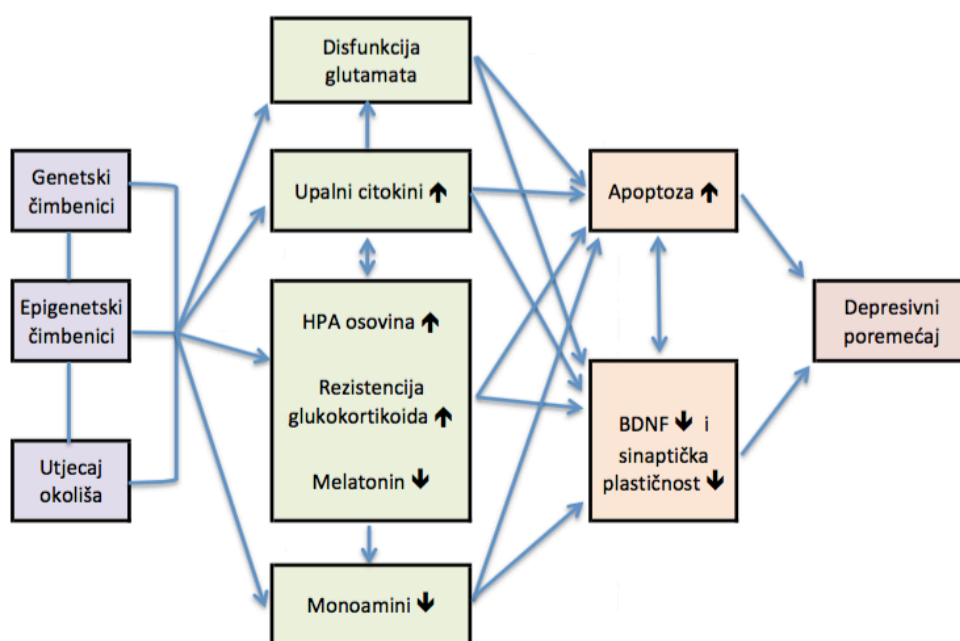 Genetski
čimbenici
Epigenetski
čimbenici
Utjecaj
okoliša
Disfunkcija
glutamata
Upalni citokini 🡹
HPA osovina 🡹
Rezistencija
glukokortikoida 🡹
Melatonin 🡻
Monoamini 🡻
Apoptoza 🡹
BDNF 🡻 i
sinaptička
plastičnost 🡻
Depresivni
poremećaj